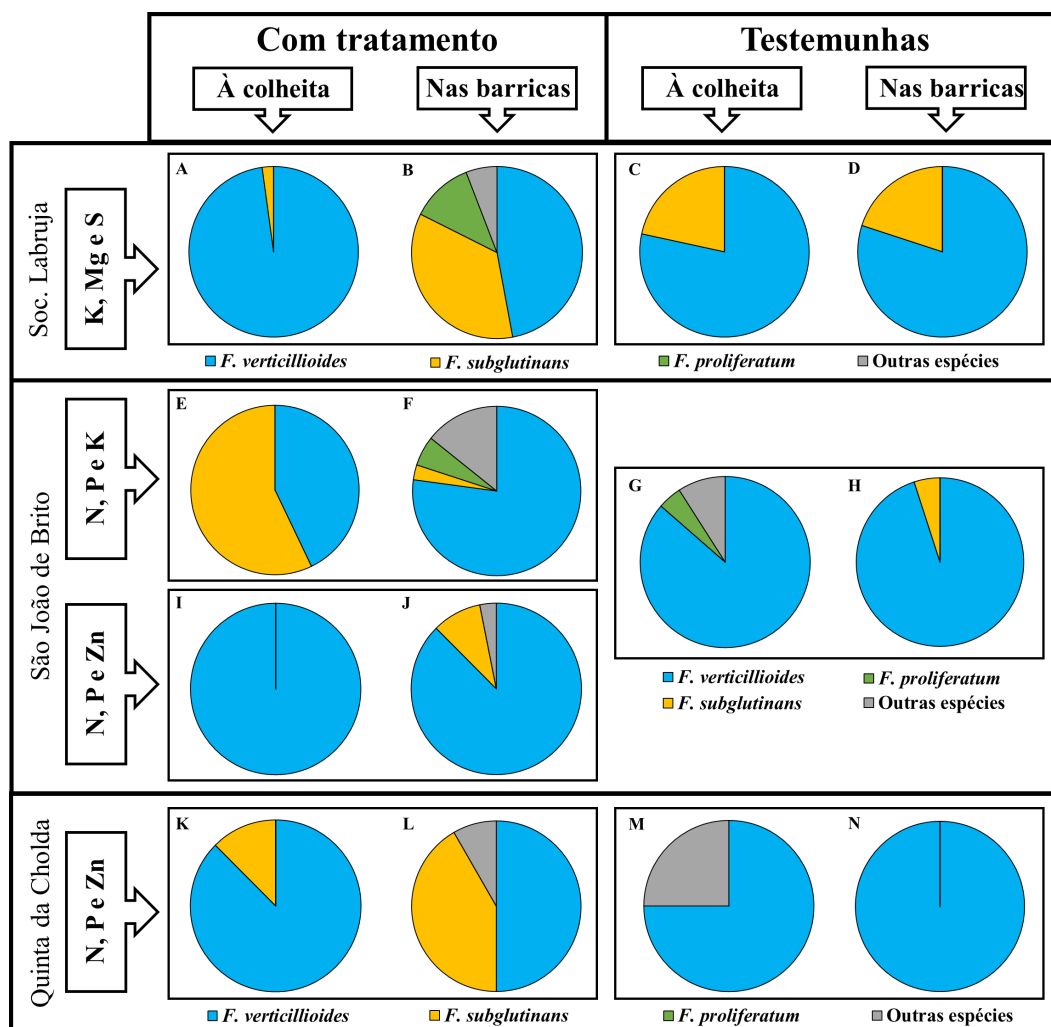 Com tratamento
Testemunhas
À colheita
Nas barricas
À colheita
Nas barricas
Soc. Labruja
K, Mg e S
A
B
C
D
F. verticillioides
F. subglutinans
F. proliferatum
Outras espécies
São João de Brito
N, P e K
E
F
G
H
N, P e Zn
I
J
F. verticillioides
F. proliferatum
F. subglutinans
Outras espécies
Quinta da Cholda
N, P e Zn
K
L
M
N
F. verticillioides
F. subglutinans
F. proliferatum
Outras espécies